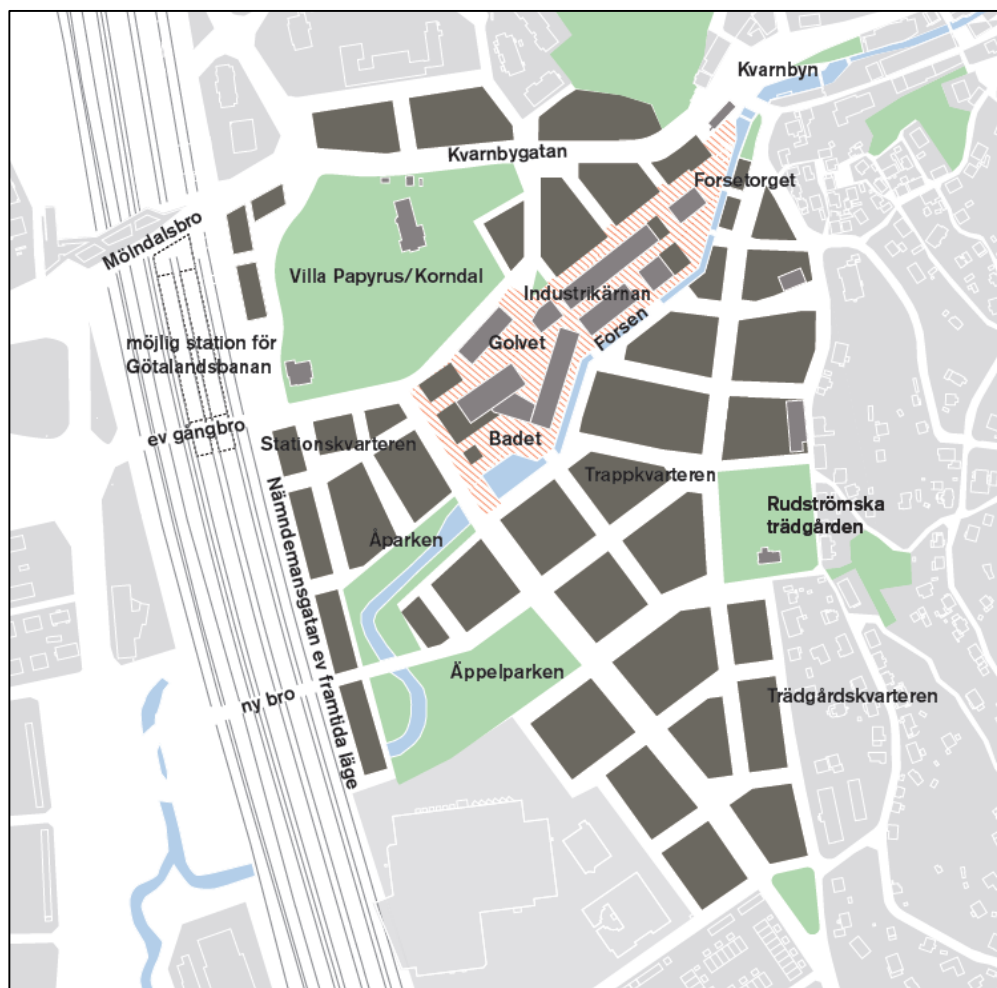 Kvarnbyn
Kvarnbygatan
Forsetorget
Mölndalsbro
Villa Papyrus/Korndal
Industrikärnan
möjlig station för
Götalandsbanan
Golvet
Forsen
ev gångbro
Stationskvarteren
Badet
Trappkvarteren
Rudströmska
trädgården
Åparken
Nämndemansgatan ev framtida läge
Äppelparken
ny bro
Trädgårdskvarteren